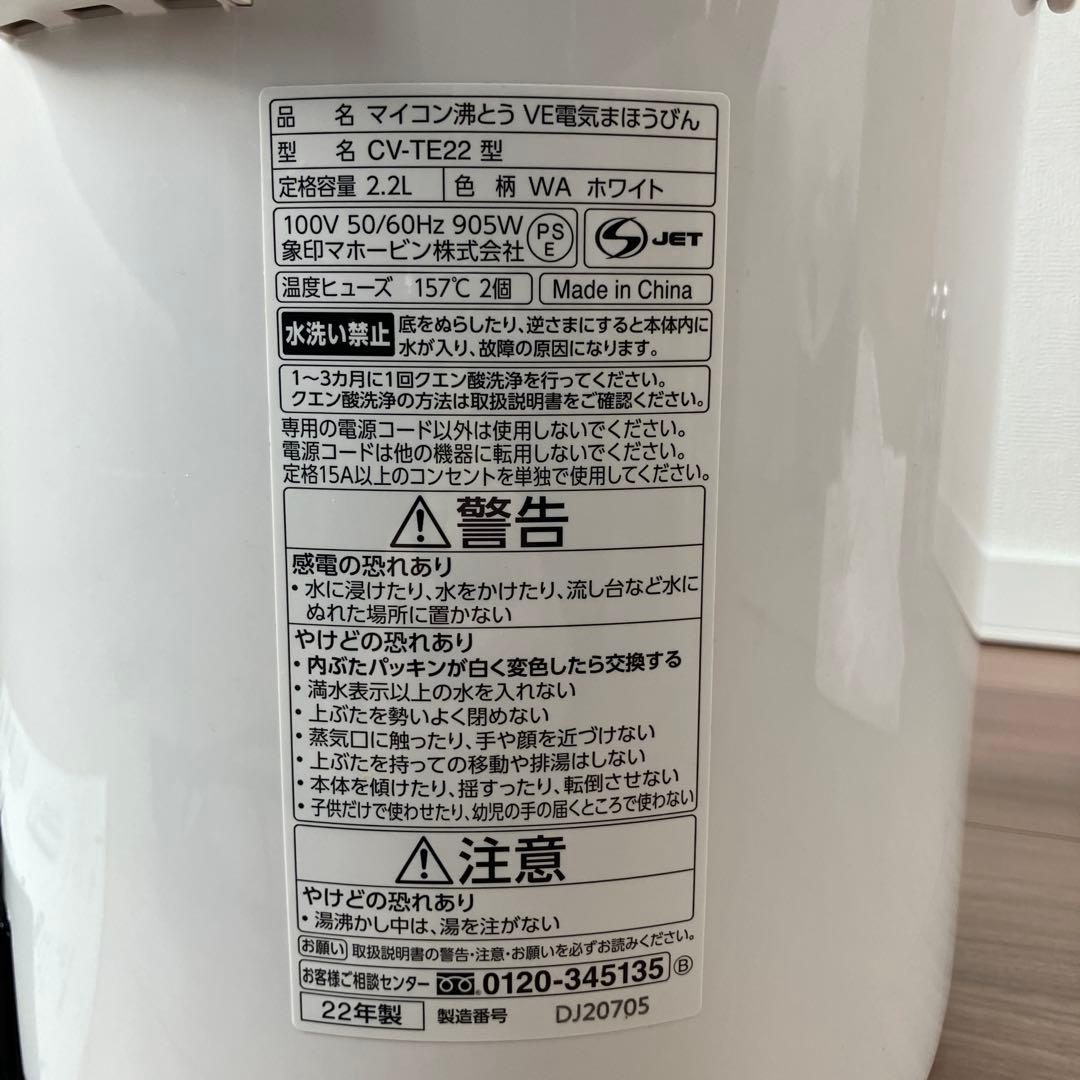 品名 マイコン沸とう VE電気まほうびん
型名 CV-TE22 型
定格容量 2.2L 色柄 WA ホワイト
100V 50/60Hz 905W
象印マホービン株式会社
PS
E
JET
温度ヒューズ 157℃ 2個 Made in China
水洗い禁止 底をぬらしたり、逆さまにすると本体内に
水が入り、故障の原因になります。
1〜3カ月に1回クエン酸洗浄を行ってください。
クエン酸洗浄の方法は取扱説明書をご確認ください。
専用の電源コード以外は使用しないでください。
電源コードは他の機器に転用しないでください。
定格15A以上のコンセントを単独で使用してください。
警告
感電の恐れあり
・水に浸けたり、水をかけたり、流し台など水に
ぬれた場所に置かない
やけどの恐れあり
・内ぶたパッキンが白く変色したら交換する
・満水表示以上の水を入れない
・上ぶたを勢いよく閉めない
・蒸気口に触ったり、手や顔を近づけない
・上ぶたを持っての移動や排湯はしない
・本体を傾けたり、揺すったり、転倒させない
・子供だけで使わせたり、幼児の手の届くところで使わない
注意
やけどの恐れあり
・湯沸かし中は、湯を注がない
お願い 取扱説明書の警告・注意・お願いを必ずお読みください。
お客様ご相談センター 0120-345135 Ⓑ
22年製 製造番号 DJ20705